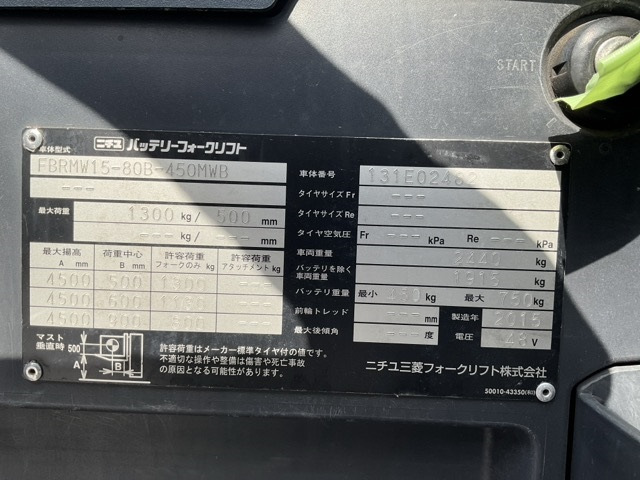 START
ニチユ バッテリーフォークリフト
車体型式 FBRMW15-80B-450MWB
---
最大荷重 1300 kg/ 500 mm
--- kg/ --- mm
最大揚高 A mm 荷重中心 B mm 許容荷重 フォークのみ kg 許容荷重 アタッチメント kg
4500 500 1300
4500 600
4500
マスト垂直時 500 A B
許容荷重はメーカー標準タイヤ付の値です。
不適切な操作や整備は傷害や死亡事故
の原因となる可能性があります。
車体番号
タイヤサイズ Fr ---
タイヤサイズ Re ---
タイヤ空気圧 Fr --- kPa Re --- kPa
車両重量 2440 kg
バッテリを除く車両重量 kg
バッテリ重量 最小 kg 最大 750 kg
前輪トレッド --- mm 製造年 2015
最大後傾角 --- 度 電圧 V
ニチユ三菱フォークリフト株式会社